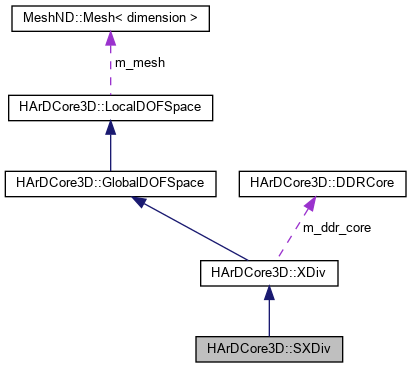 MeshND::Mesh< dimension >
m_mesh
HArDCore3D::LocalDOFSpace
HArDCore3D::GlobalDOFSpace
HArDCore3D::DDRCore
m_ddr_core
HArDCore3D::XDiv
HArDCore3D::SXDiv